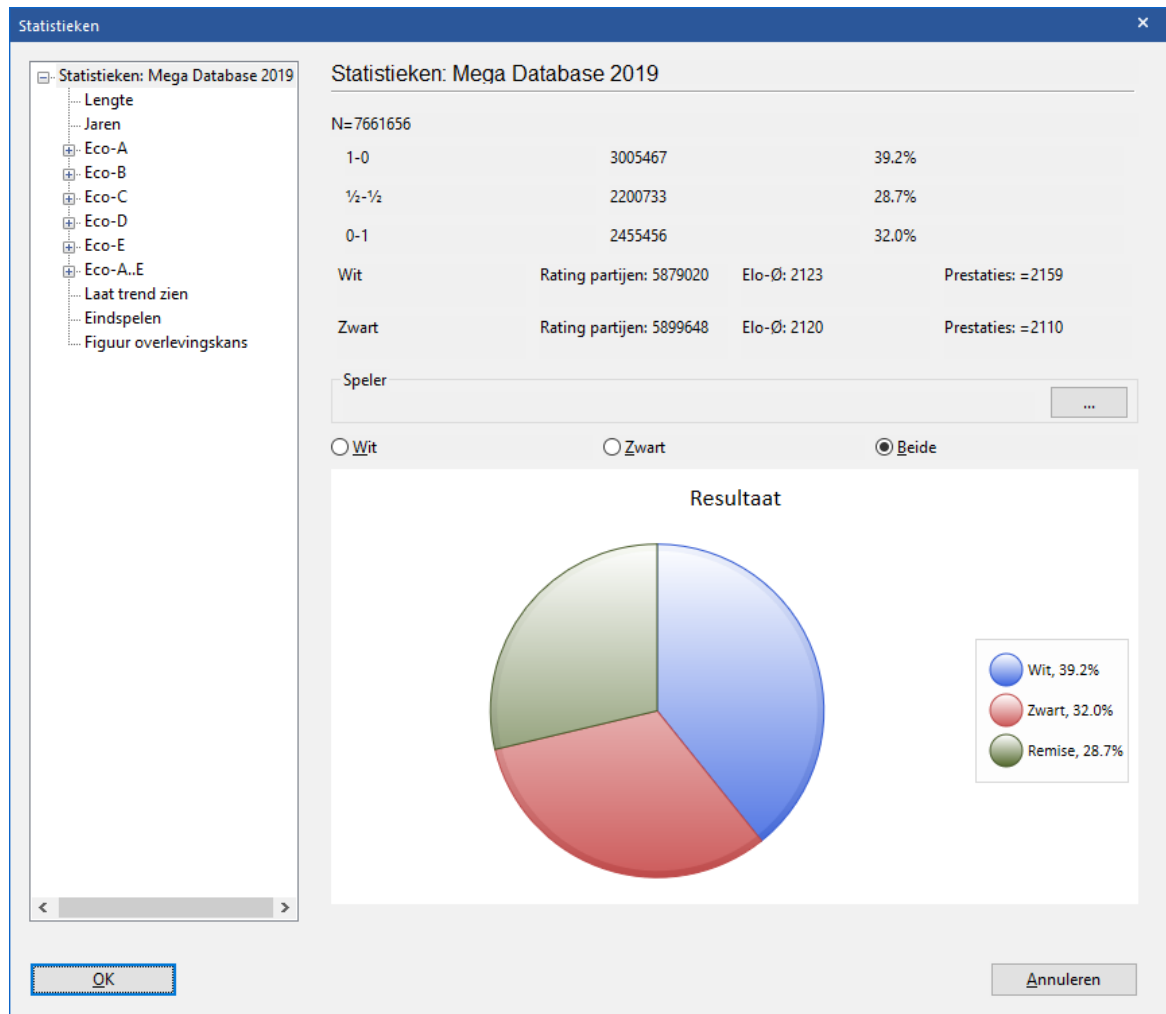 Statistieken
Statistieken: Mega Database 2019
Lengte
Jaren
Eco-A
Eco-B
Eco-C
Eco-D
Eco-E
Eco-A..E
Laat trend zien
Eindspelen
Figuur overlevingskans
Statistieken: Mega Database 2019
N=7661656
1-0 3005467 39.2%
½-½ 2200733 28.7%
0-1 2455456 32.0%
Wit Rating partijen: 5879020 Elo-Ø: 2123 Prestaties: =2159
Zwart Rating partijen: 5899648 Elo-Ø: 2120 Prestaties: =2110
Speler
...
Wit Zwart Beide
Resultaat
Wit, 39.2%
Zwart, 32.0%
Remise, 28.7%
OK Annuleren